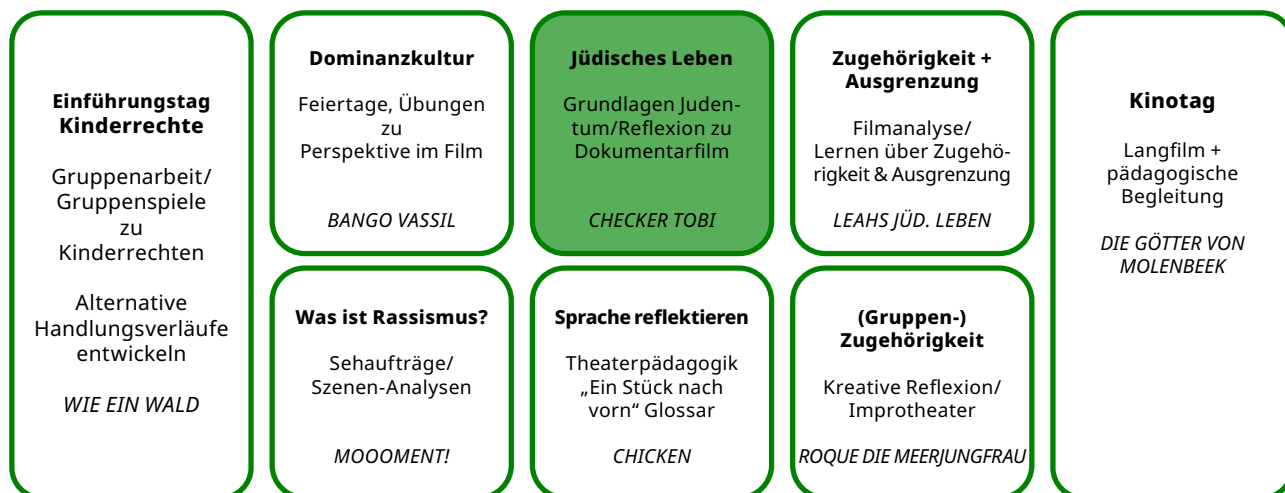 Einführungstag
Kinderrechte
Gruppenarbeit/
Gruppenspiele
zu
Kinderrechten
Alternative
Handlungsverläufe
entwickeln
WIE EIN WALD
Dominanzkultur
Feiertage, Übungen
zu
Perspektive im Film
BANGO VASSIL
Was ist Rassismus?
Sehaufträge/
Szenen-Analysen
MOOOMENT!
Jüdisches Leben
Grundlagen Juden-
tum/Reflexion zu
Dokumentarfilm
CHECKER TOBI
Sprache reflektieren
Theaterpädagogik
„Ein Stück nach
vorn“ Glossar
CHICKEN
Zugehörigkeit +
Ausgrenzung
Filmanalyse/
Lernen über Zugehö-
rigkeit & Ausgrenzung
LEAHS JÜD. LEBEN
(Gruppen-)
Zugehörigkeit
Kreative Reflexion/
Improtheater
ROQUE DIE MEERJUNGFRAU
Kinotag
Langfilm +
pädagogische
Begleitung
DIE GÖTTER VON
MOLENBEEK